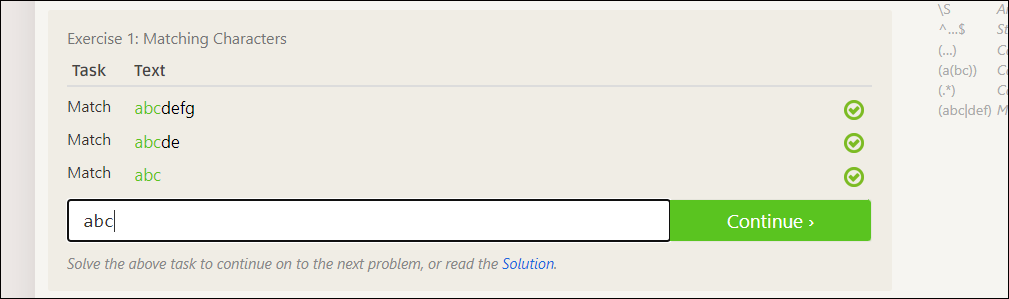 Exercise 1: Matching Characters
Task Text
Match abcdefg
Match abcde
Match abc
abc
Continue ›
Solve the above task to continue on to the next problem, or read the Solution.
\S
^...$
(...)
(a(bc))
(.*)
(abc|def)